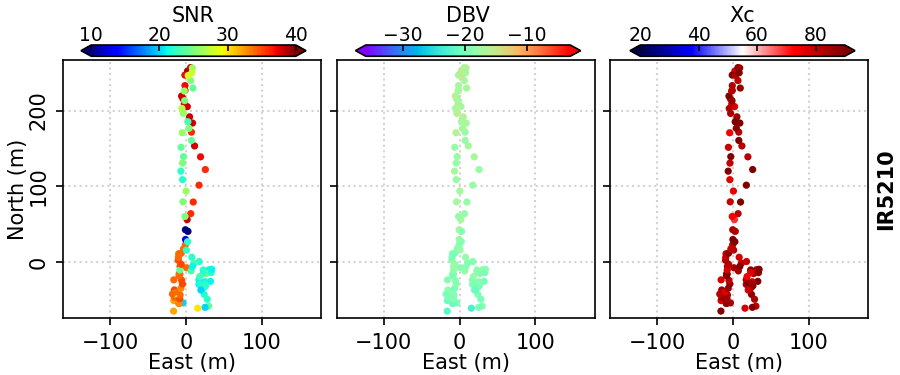 SNR DBV Xc
10 20 30 40 −30 −20 −10 20 40 60 80
200
100
0
North (m)
−100 0 100 −100 0 100 −100 0 100
East (m) East (m) East (m)
IR5210